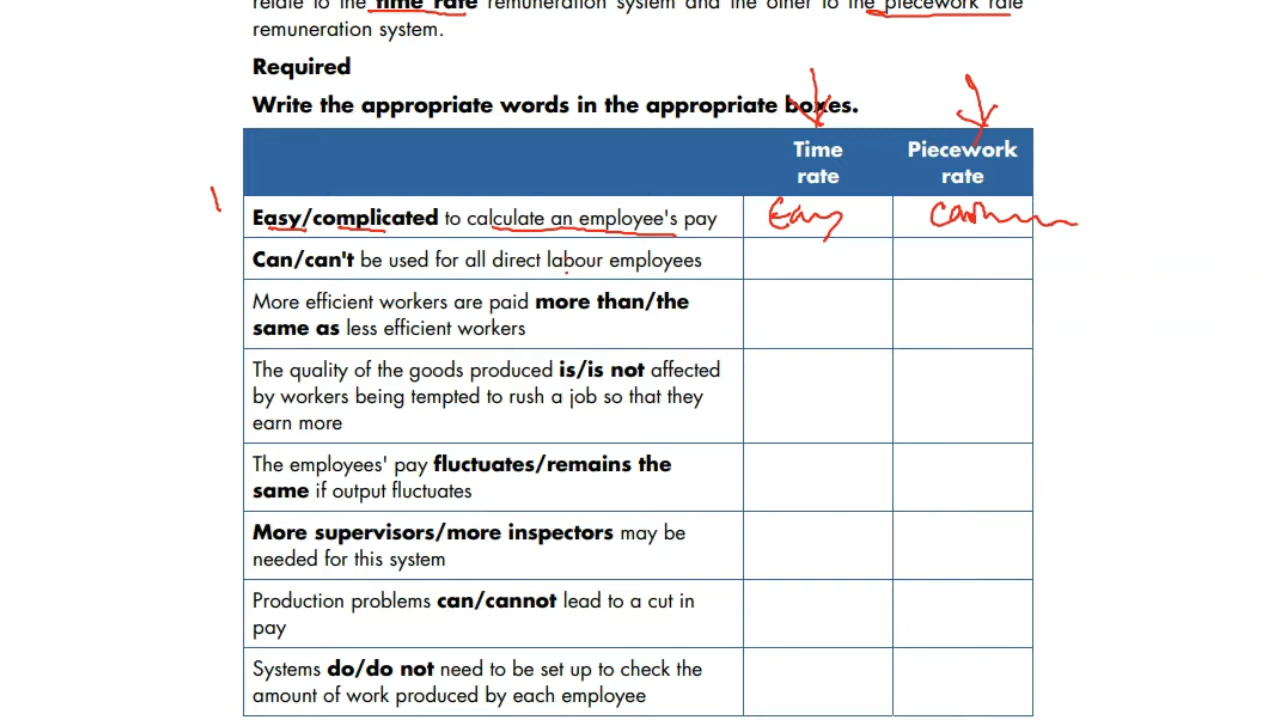 relate to the time rate remuneration system and the other to the piecework rate
remuneration system.
Required
Write the appropriate words in the appropriate boxes.
Time
rate
Piecework
rate
Easy/complicated to calculate an employee's pay
Easy
Can/can't be used for all direct labour employees
More efficient workers are paid more than/the
same as less efficient workers
The quality of the goods produced is/is not affected
by workers being tempted to rush a job so that they
earn more
The employees' pay fluctuates/remains the
same if output fluctuates
More supervisors/more inspectors may be
needed for this system
Production problems can/cannot lead to a cut in
pay
Systems do/do not need to be set up to check the
amount of work produced by each employee